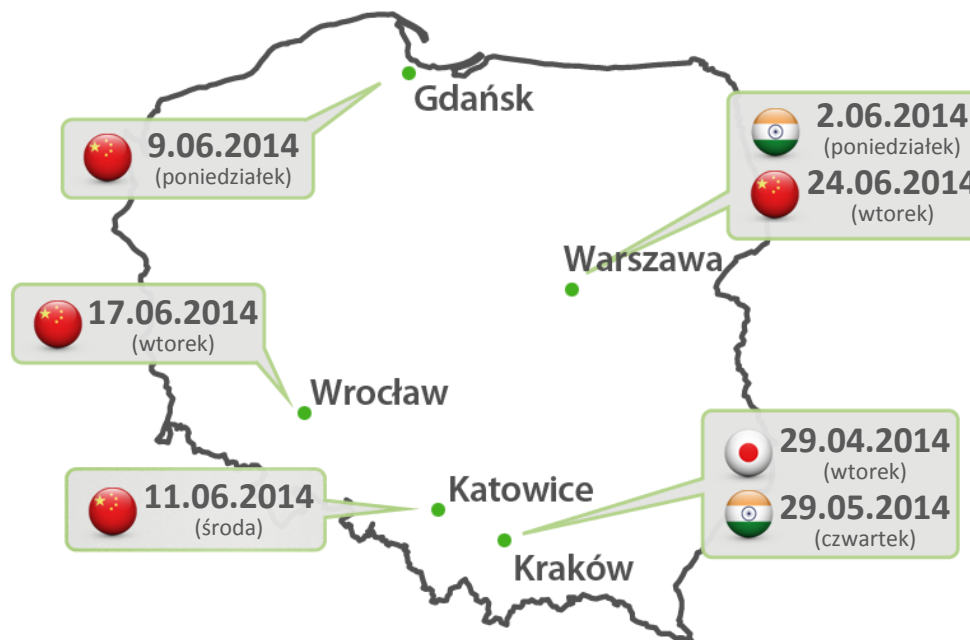 Gdańsk
9.06.2014
(poniedziałek)
2.06.2014
(poniedziałek)
24.06.2014
(wtorek)
Warszawa
17.06.2014
(wtorek)
Wrocław
29.04.2014
(wtorek)
29.05.2014
(czwartek)
11.06.2014
(środa)
Katowice
Kraków